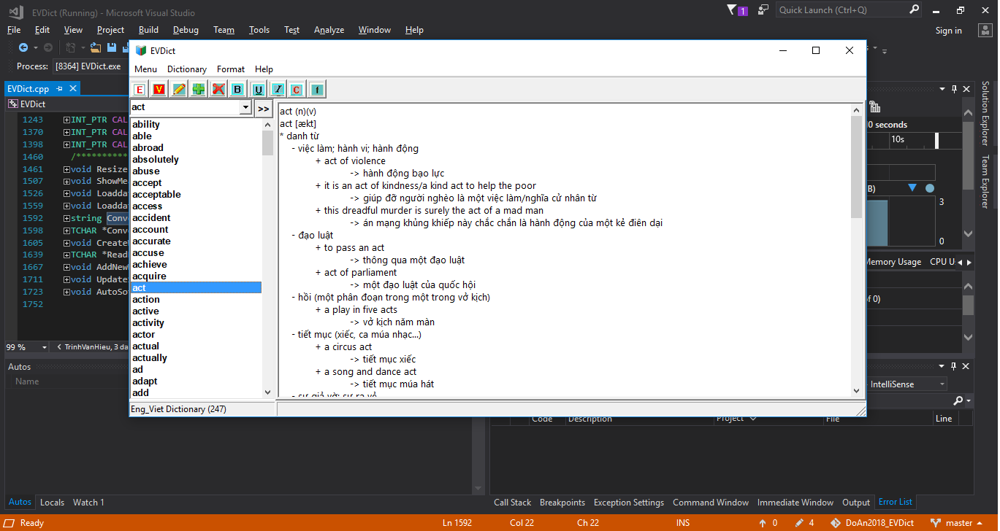 EVDict (Running) - Microsoft Visual Studio
1
Quick Launch (Ctrl+Q)
File Edit View Project Build Debug Team Tools Test Analyze Window Help
Sign in
Process: [8364] EVDict.exe
EVDict.cpp
EVDict
1243 INT_PTR CAL
1370 INT_PTR CAL
1398 INT_PTR CAL
1460 /**********
1461 void Resize
1507 void ShowMe
1526 void Loadda
1559 void Loadda
1592 string Conv
1598 TCHAR *Conv
1605 void Create
1639 TCHAR *Read
1667 void AddNew
1711 void Update
1723 void AutoSo
1752
99 %
TrinhVanHieu, 3 da
EVDict
Menu Dictionary Format Help
E V B U I C f
act >>
ability
able
abroad
absolutely
abuse
accept
acceptable
access
accident
account
accurate
accuse
achieve
acquire
act
action
active
activity
actor
actual
actually
ad
adapt
add
act (n)(v)
act [ækt]
* danh từ
- việc làm; hành vi; hành động
+ act of violence
-> hành động bạo lực
+ it is an act of kindness/a kind act to help the poor
-> giúp đỡ người nghèo là một việc làm/nghĩa cử nhân từ
+ this dreadful murder is surely the act of a mad man
-> án mạng khủng khiếp này chắc chắn là hành động của một kẻ điên dại
- đạo luật
+ to pass an act
-> thông qua một đạo luật
+ act of parliament
-> một đạo luật của quốc hội
- hồi (một phân đoạn trong một trong vở kịch)
+ a play in five acts
-> vở kịch năm màn
- tiết mục (xiếc, ca múa nhạc...)
+ a circus act
-> tiết mục xiếc
+ a song and dance act
-> tiết mục múa hát
- sự giả vờ; sự ra vẻ
Eng_Viet Dictionary (247)
0 seconds
10s
B)
3
0
Memory Usage CPU U
of 0)
Solution Explorer
Team Explorer
Autos
Name
IntelliSense
Code Description Project File Line
Autos Locals Watch 1
Call Stack Breakpoints Exception Settings Command Window Immediate Window Output Error List
Ready Ln 1592 Col 22 Ch 22 INS 0 4 DoAn2018_EVDict master